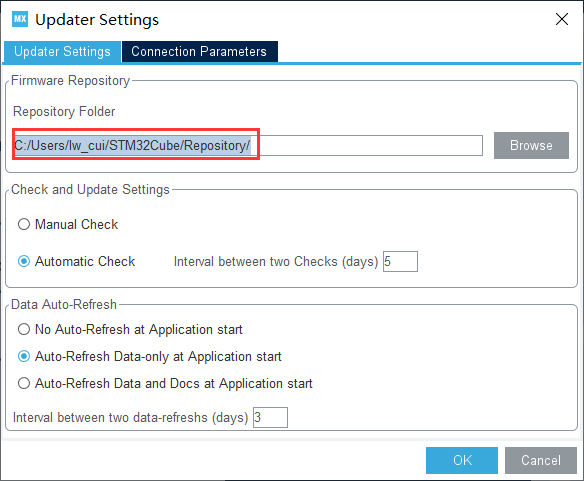 MX Updater Settings
Updater Settings Connection Parameters
Firmware Repository
Repository Folder
C:/Users/lw_cui/STM32Cube/Repository/ Browse
Check and Update Settings
Manual Check
Automatic Check Interval between two Checks (days) 5
Data Auto-Refresh
No Auto-Refresh at Application start
Auto-Refresh Data-only at Application start
Auto-Refresh Data and Docs at Application start
Interval between two data-refreshs (days) 3
OK Cancel